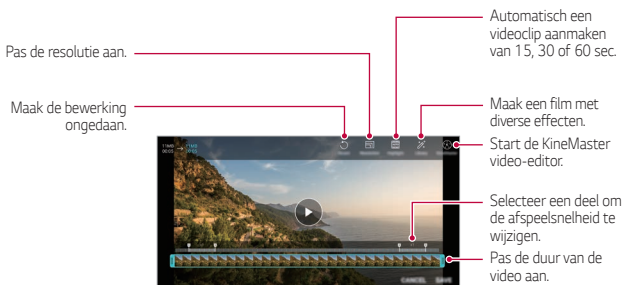 Automatisch een
videoclip aanmaken
van 15, 30 of 60 sec.
Pas de resolutie aan.
Maak de bewerking
ongedaan.
Maak een film met
diverse effecten.
Start de KineMaster
video-editor.
Selecteer een deel om
de afspeelsnelheid te
wijzigen.
Pas de duur van de
video aan.
CANCEL SAVE